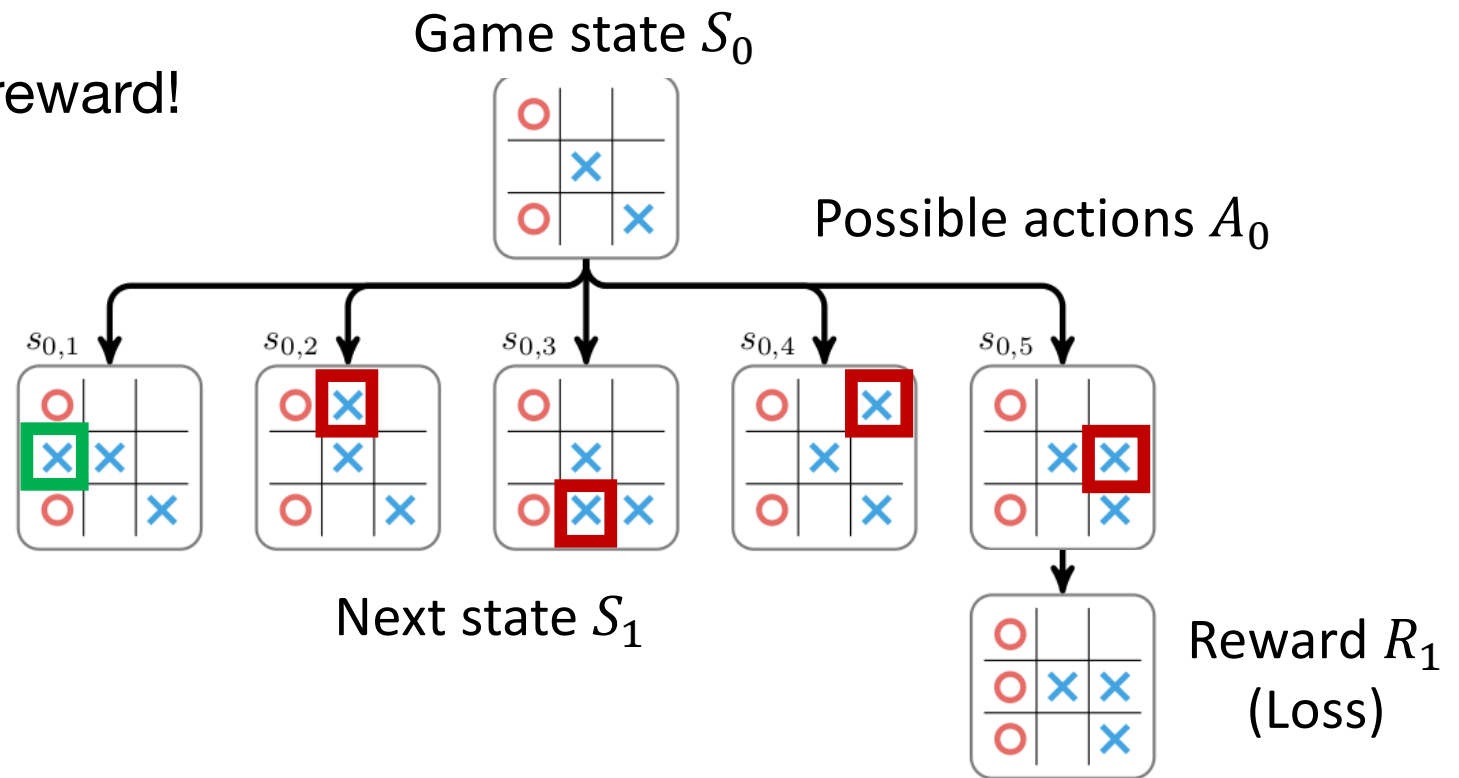 Game state S₀
reward!
Possible actions A₀
s₀,₁
s₀,₂
s₀,₃
s₀,₄
s₀,₅
Next state S₁
Reward R₁
(Loss)